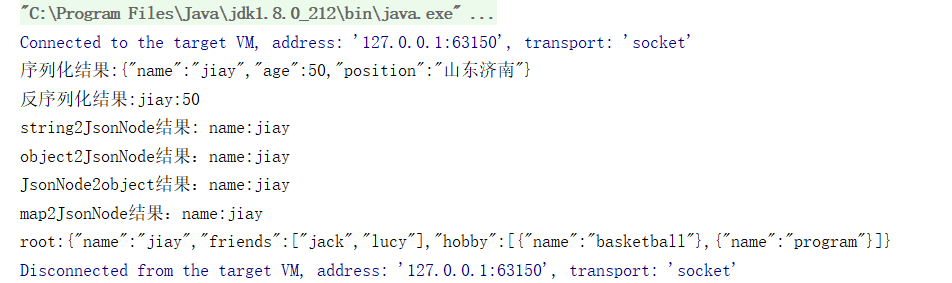 "C:\Program Files\Java\jdk1.8.0_212\bin\java.exe" ...
Connected to the target VM, address: '127.0.0.1:63150', transport: 'socket'
序列化结果:{"name":"jiay","age":50,"position":"山东济南"}
反序列化结果:jiay:50
string2JsonNode结果: name:jiay
object2JsonNode结果：name:jiay
JsonNode2object结果：name:jiay
map2JsonNode结果：name:jiay
root:{"name":"jiay","friends":["jack","lucy"],"hobby":[{"name":"basketball"},{"name":"program"}]}
Disconnected from the target VM, address: '127.0.0.1:63150', transport: 'socket'